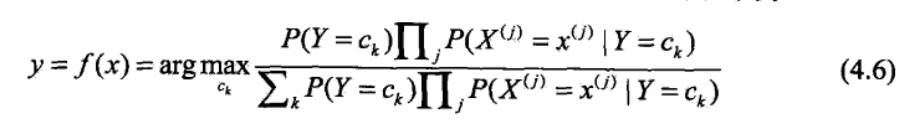 y = f(x) = arg max_{c_k} \frac{P(Y = c_k) \prod_j P(X^{(j)} = x^{(j)} | Y = c_k)}{\sum_k P(Y = c_k) \prod_j P(X^{(j)} = x^{(j)} | Y = c_k)} (4.6)